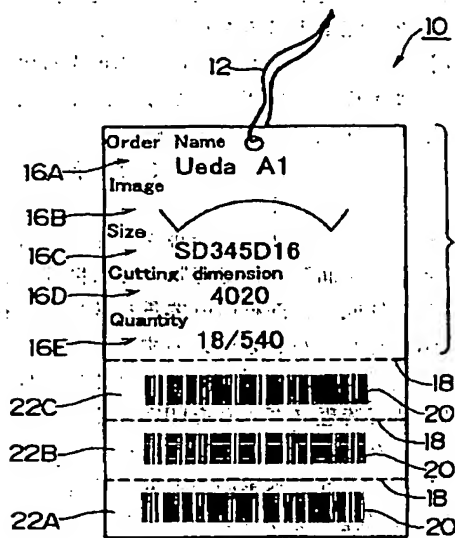 10
12
Order Name
16A Ueda A1
Image
16B
Size
16C SD345D16
Cutting dimension
16D 4020
Quantity
16E 18/540
18
22C 20
18
22B 20
18
22A 20